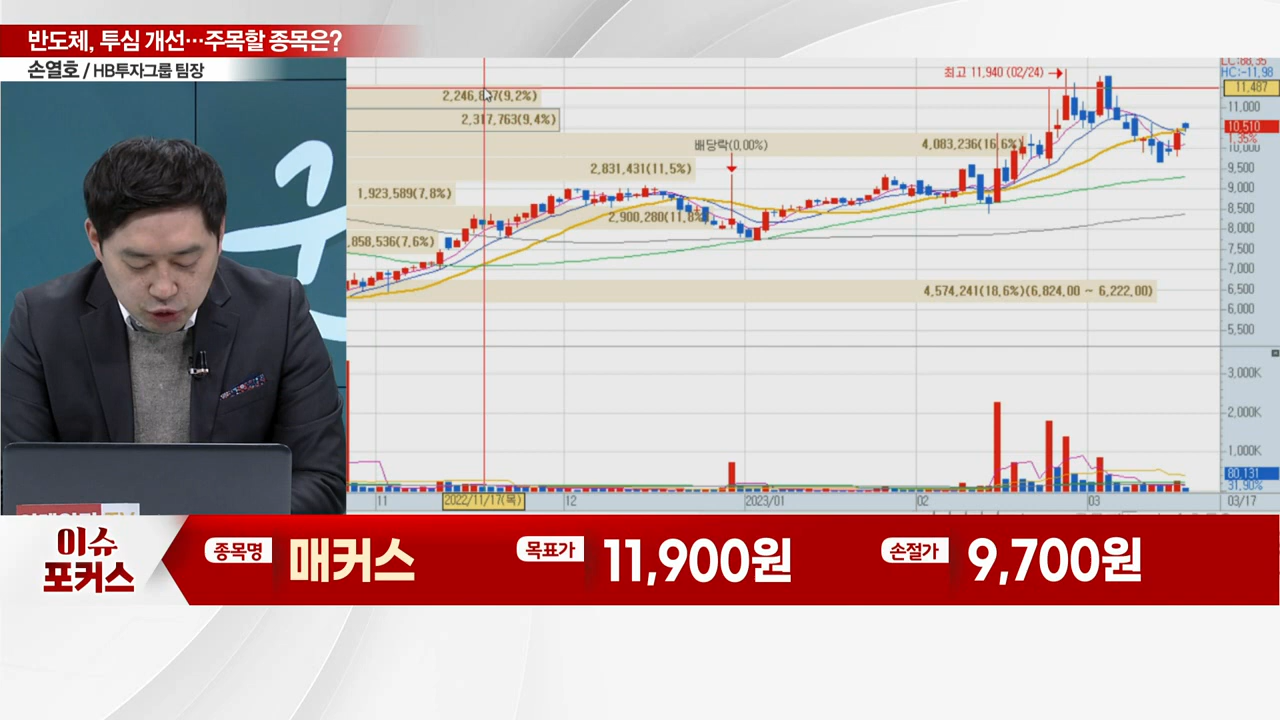 반도체, 투심 개선…주목할 종목은?
손열호 / HB투자그룹 팀장
최고 11,940 (02/24)
LC:88.35
HC:-11.98
2,246,8 7(9,2%)
11,487
2,317,763(9,4%)
11,000
10,510
1.35%
배당락(0,00%)
4,083,236(16,6%)
10,000
2,831,431(11,5%)
9,500
1,923,589(7,8%)
9,000
2,900,280(11,8%)
8,500
8,000
,858,536(7,6%)
7,500
7,000
4,574,241(18,6%)(6,824,00 ~ 6,222,00)
6,500
6,000
5,500
3,000K
2,000K
1,000K
80,131
31,90%
11
2022/11/17(목)
12
2023/01
02
03
03/17
이슈
포커스
종목명
매커스
목표가
11,900원
손절가
9,700원